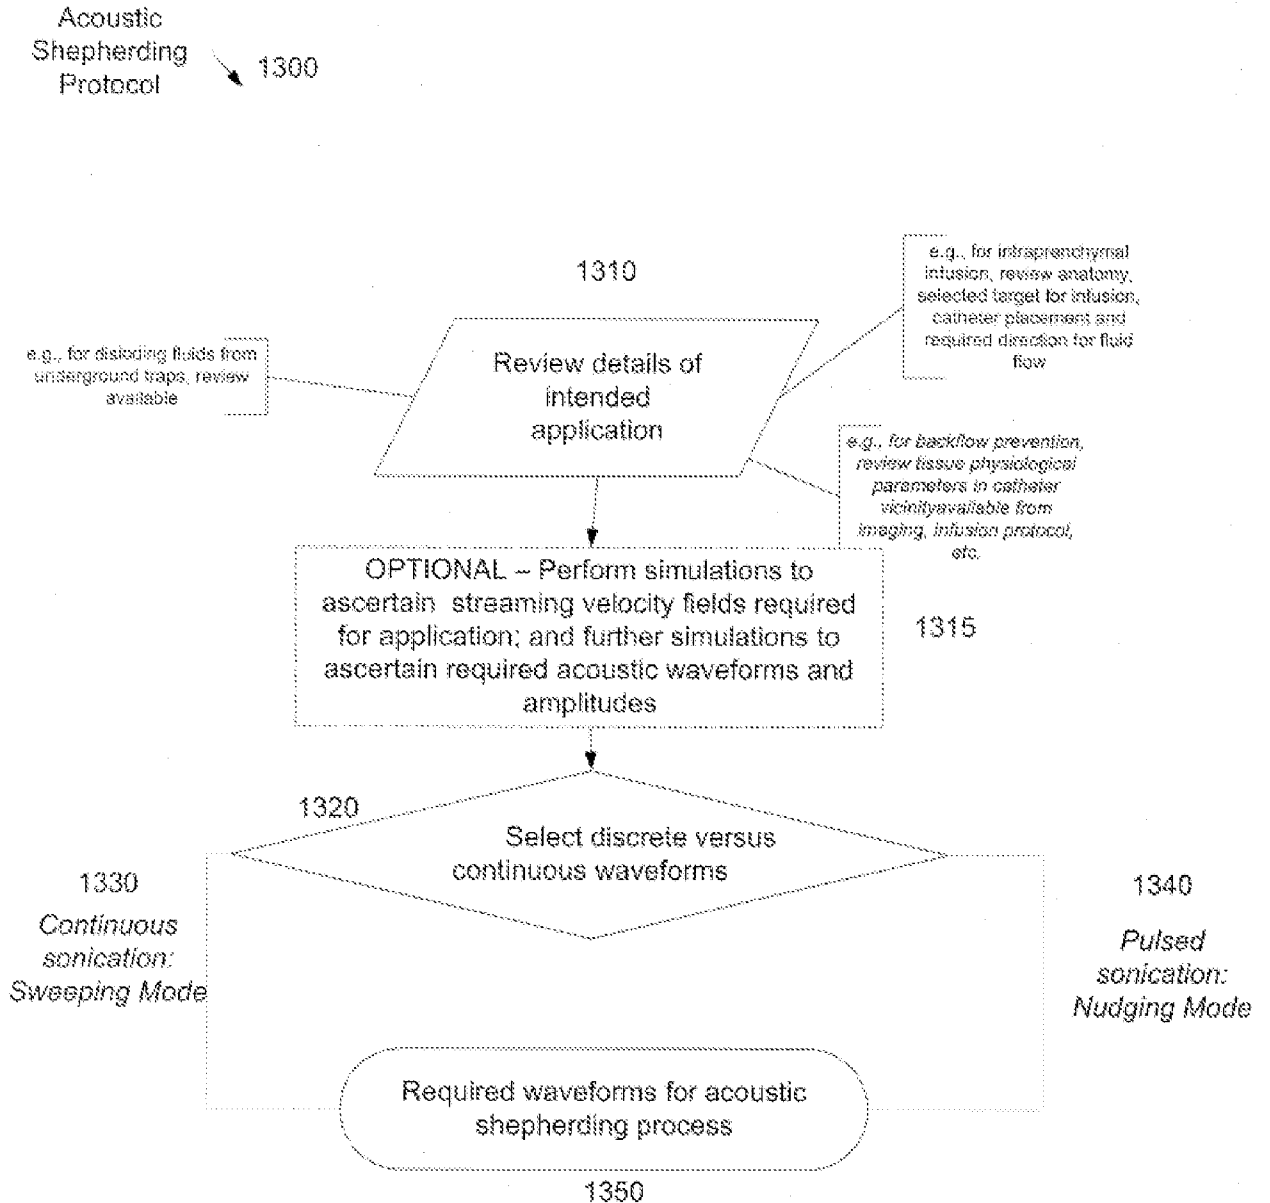 Acoustic
Shepherding
Protocol
1300
1310
e.g., for intraprenchymal
infusion, review anatomy,
selected target for infusion,
catheter placement and
required direction for fluid
flow
e.g., for disloding fluids from
underground traps, review
available
Review details of
intended
application
e.g., for backflow prevention,
review tissue physiological
parameters in catheter
vicinityavailable from
imaging, infusion protocol,
etc.
OPTIONAL – Perform simulations to
ascertain streaming velocity fields required
for application; and further simulations to
ascertain required acoustic waveforms and
amplitudes
1315
1320
Select discrete versus
continuous waveforms
1330
Continuous
sonication:
Sweeping Mode
1340
Pulsed
sonication:
Nudging Mode
Required waveforms for acoustic
shepherding process
1350